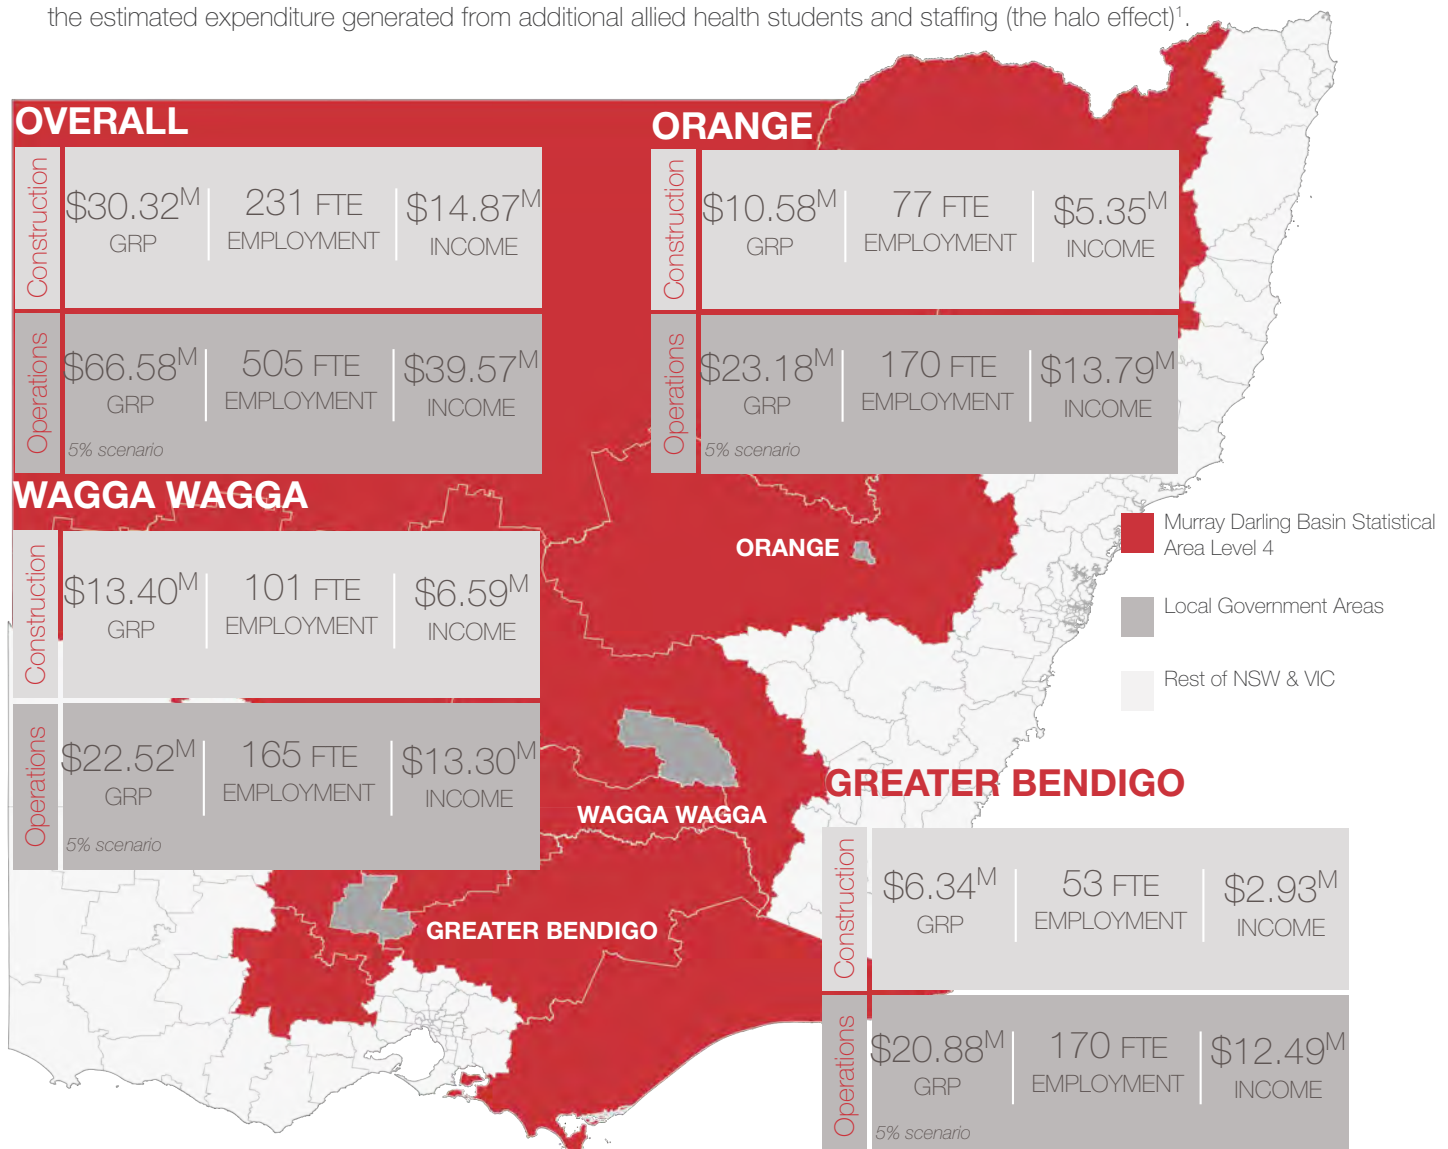 the estimated expenditure generated from additional allied health students and staffing (the halo effect)¹.
OVERALL
Construction
$30.32M
GRP
231 FTE
EMPLOYMENT
$14.87M
INCOME
Operations
$66.58M
GRP
505 FTE
EMPLOYMENT
$39.57M
INCOME
5% scenario
ORANGE
Construction
$10.58M
GRP
77 FTE
EMPLOYMENT
$5.35M
INCOME
Operations
$23.18M
GRP
170 FTE
EMPLOYMENT
$13.79M
INCOME
5% scenario
WAGGA WAGGA
Construction
$13.40M
GRP
101 FTE
EMPLOYMENT
$6.59M
INCOME
Operations
$22.52M
GRP
165 FTE
EMPLOYMENT
$13.30M
INCOME
5% scenario
ORANGE
WAGGA WAGGA
GREATER BENDIGO
Murray Darling Basin Statistical
Area Level 4
Local Government Areas
Rest of NSW & VIC
GREATER BENDIGO
Construction
$6.34M
GRP
53 FTE
EMPLOYMENT
$2.93M
INCOME
Operations
$20.88M
GRP
170 FTE
EMPLOYMENT
$12.49M
INCOME
5% scenario